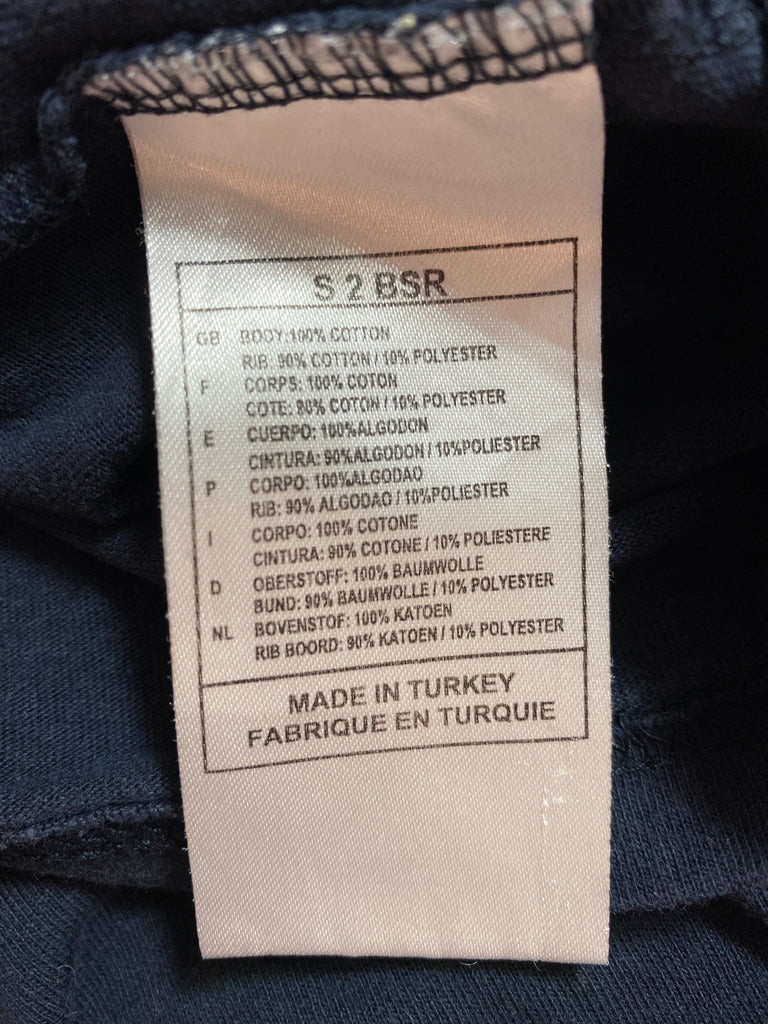 S 2 BSR
GB BODY:100% COTTON
RIB: 90% COTTON / 10% POLYESTER
F CORPS: 100% COTON
COTE: 90% COTON / 10% POLYESTER
E CUERPO: 100%ALGODON
CINTURA: 90%ALGODON / 10%POLIESTER
P CORPO: 100%ALGODAO
RIB: 90% ALGODAO / 10%POLIESTER
I CORPO: 100% COTONE
CINTURA: 90% COTONE / 10% POLIESTERE
D OBERSTOFF: 100% BAUMWOLLE
BUND: 90% BAUMWOLLE / 10% POLYESTER
NL BOVENSTOF: 100% KATOEN
RIB BOORD: 90% KATOEN / 10% POLYESTER
MADE IN TURKEY
FABRIQUE EN TURQUIE